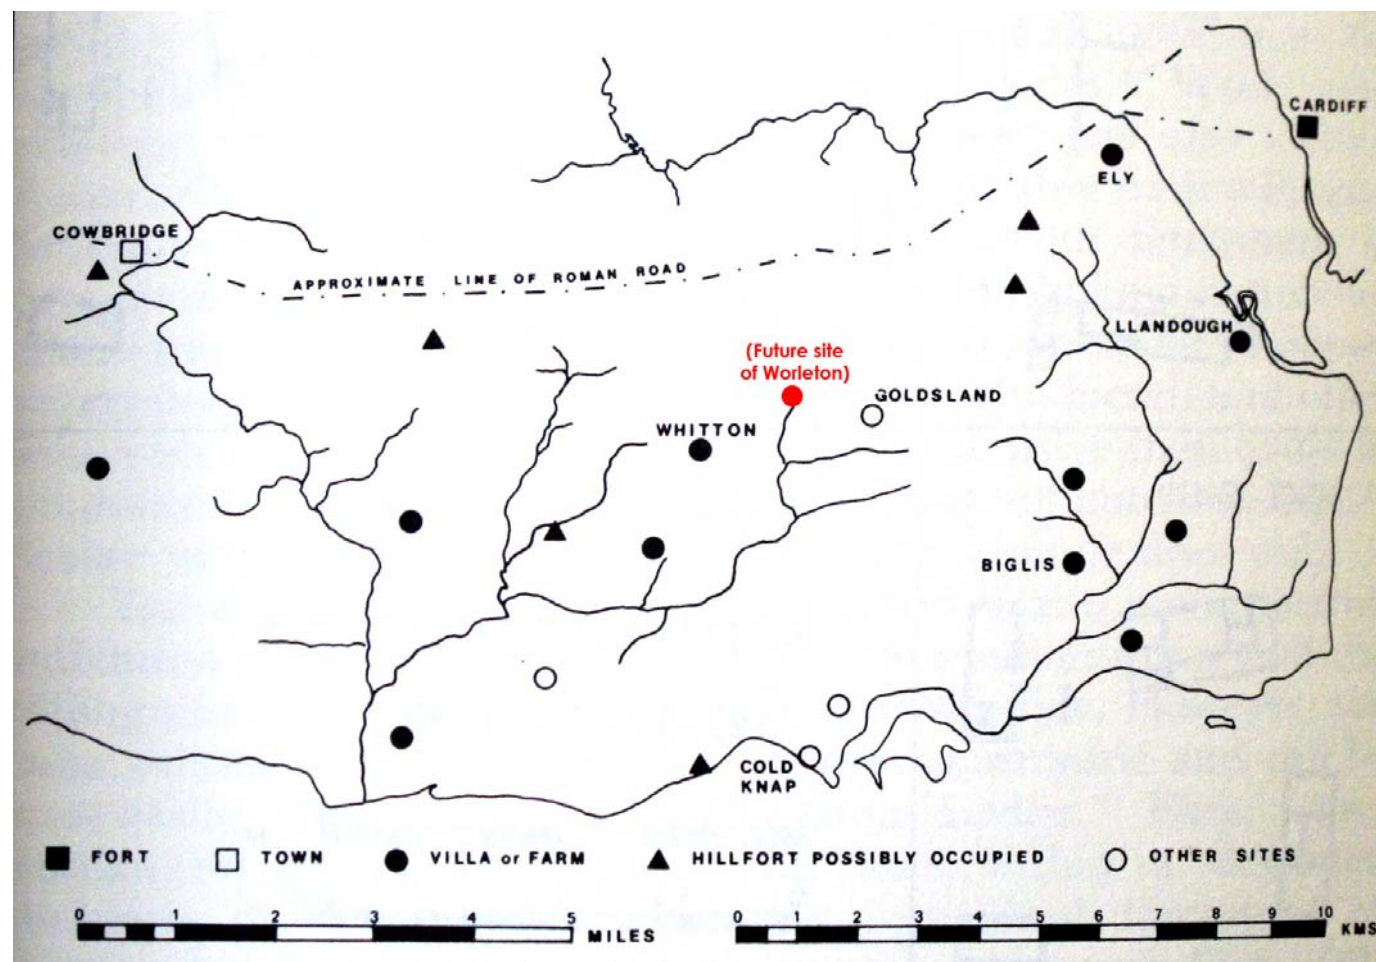 CARDIFF
ELY
COWBRIDGE
APPROXIMATE LINE OF ROMAN ROAD
LLANDOUGH
(Future site
of Worleton)
GOLDSLAND
WHITTON
BIGLIS
COLD
KNAP
FORT
TOWN
VILLA or FARM
HILLFORT POSSIBLY OCCUPIED
OTHER SITES
0 1 2 3 4 5
MILES
0 1 2 3 4 5 6 7 8 9 10
KMS